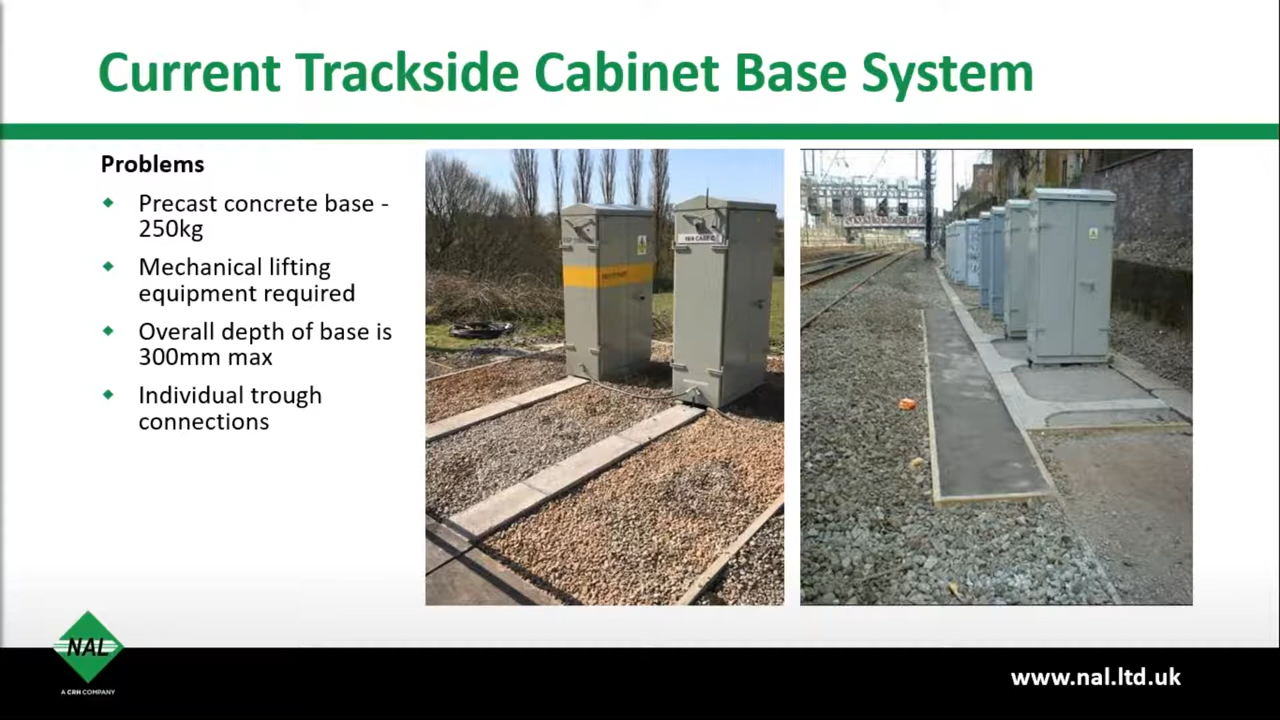 Current Trackside Cabinet Base System
Problems
Precast concrete base -
250kg
Mechanical lifting
equipment required
Overall depth of base is
300mm max
Individual trough
connections
NAL
A CRH COMPANY
www.nal.ltd.uk